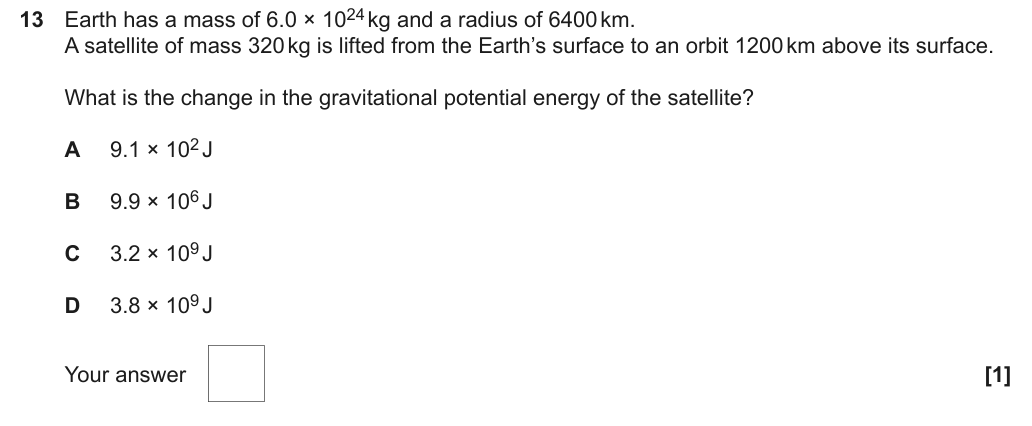 13 Earth has a mass of 6.0 × 10²⁴ kg and a radius of 6400 km.
A satellite of mass 320 kg is lifted from the Earth’s surface to an orbit 1200 km above its surface.
What is the change in the gravitational potential energy of the satellite?
A 9.1 × 10² J
B 9.9 × 10⁶ J
C 3.2 × 10⁹ J
D 3.8 × 10⁹ J
Your answer [1]